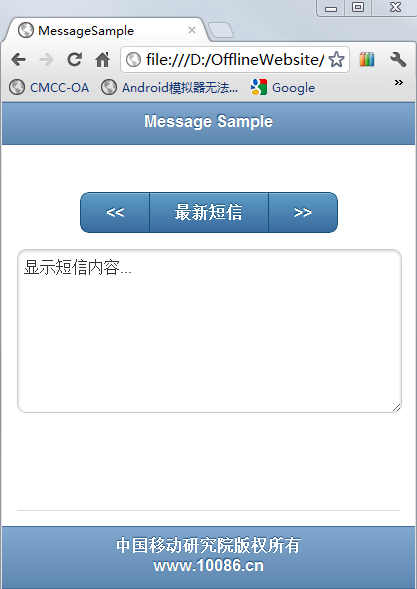 MessageSample
file:///D:/OfflineWebsite/
CMCC-OA Android模拟器无法... Google »
Message Sample
<< 最新短信 >>
显示短信内容...
中国移动研究院版权所有
www.10086.cn